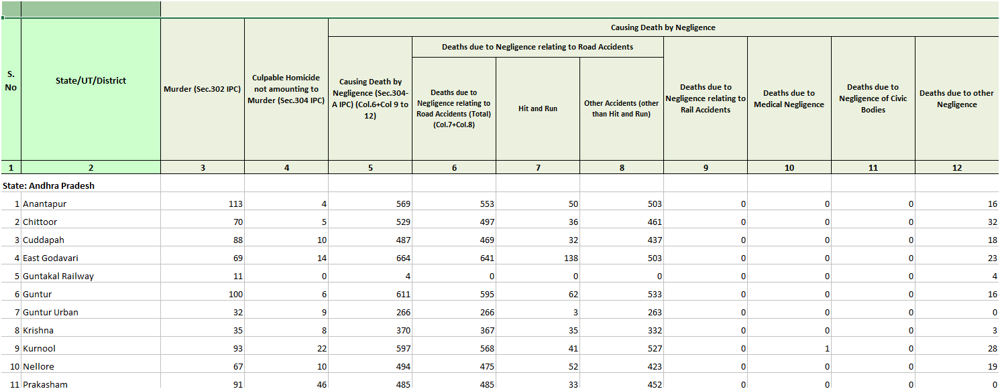 Causing Death by Negligence
Deaths due to Negligence relating to Road Accidents
S. No
State/UT/District
Murder (Sec.302 IPC)
Culpable Homicide
not amounting to
Murder (Sec.304 IPC)
Causing Death by
Negligence (Sec.304-
A IPC) (Col.6+Col 9 to
12)
Deaths due to
Negligence relating to
Road Accidents (Total)
(Col.7+Col.8)
Hit and Run
Other Accidents (other
than Hit and Run)
Deaths due to
Negligence relating to
Rail Accidents
Deaths due to
Medical Negligence
Deaths due to
Negligence of Civic
Bodies
Deaths due to other
Negligence
1 2 3 4 5 6 7 8 9 10 11 12
State: Andhra Pradesh
1 Anantapur 113 4 569 553 50 503 0 0 0 16
2 Chittoor 70 5 529 497 36 461 0 0 0 32
3 Cuddapah 88 10 487 469 32 437 0 0 0 18
4 East Godavari 69 14 664 641 138 503 0 0 0 23
5 Guntakal Railway 11 0 4 0 0 0 0 0 0 4
6 Guntur 100 6 611 595 62 533 0 0 0 16
7 Guntur Urban 32 9 266 266 3 263 0 0 0 0
8 Krishna 35 8 370 367 35 332 0 0 0 3
9 Kurnool 93 22 597 568 41 527 0 1 0 28
10 Nellore 67 10 494 475 52 423 0 0 0 19
11 Prakasham 91 46 485 485 33 452 0 0 0 0